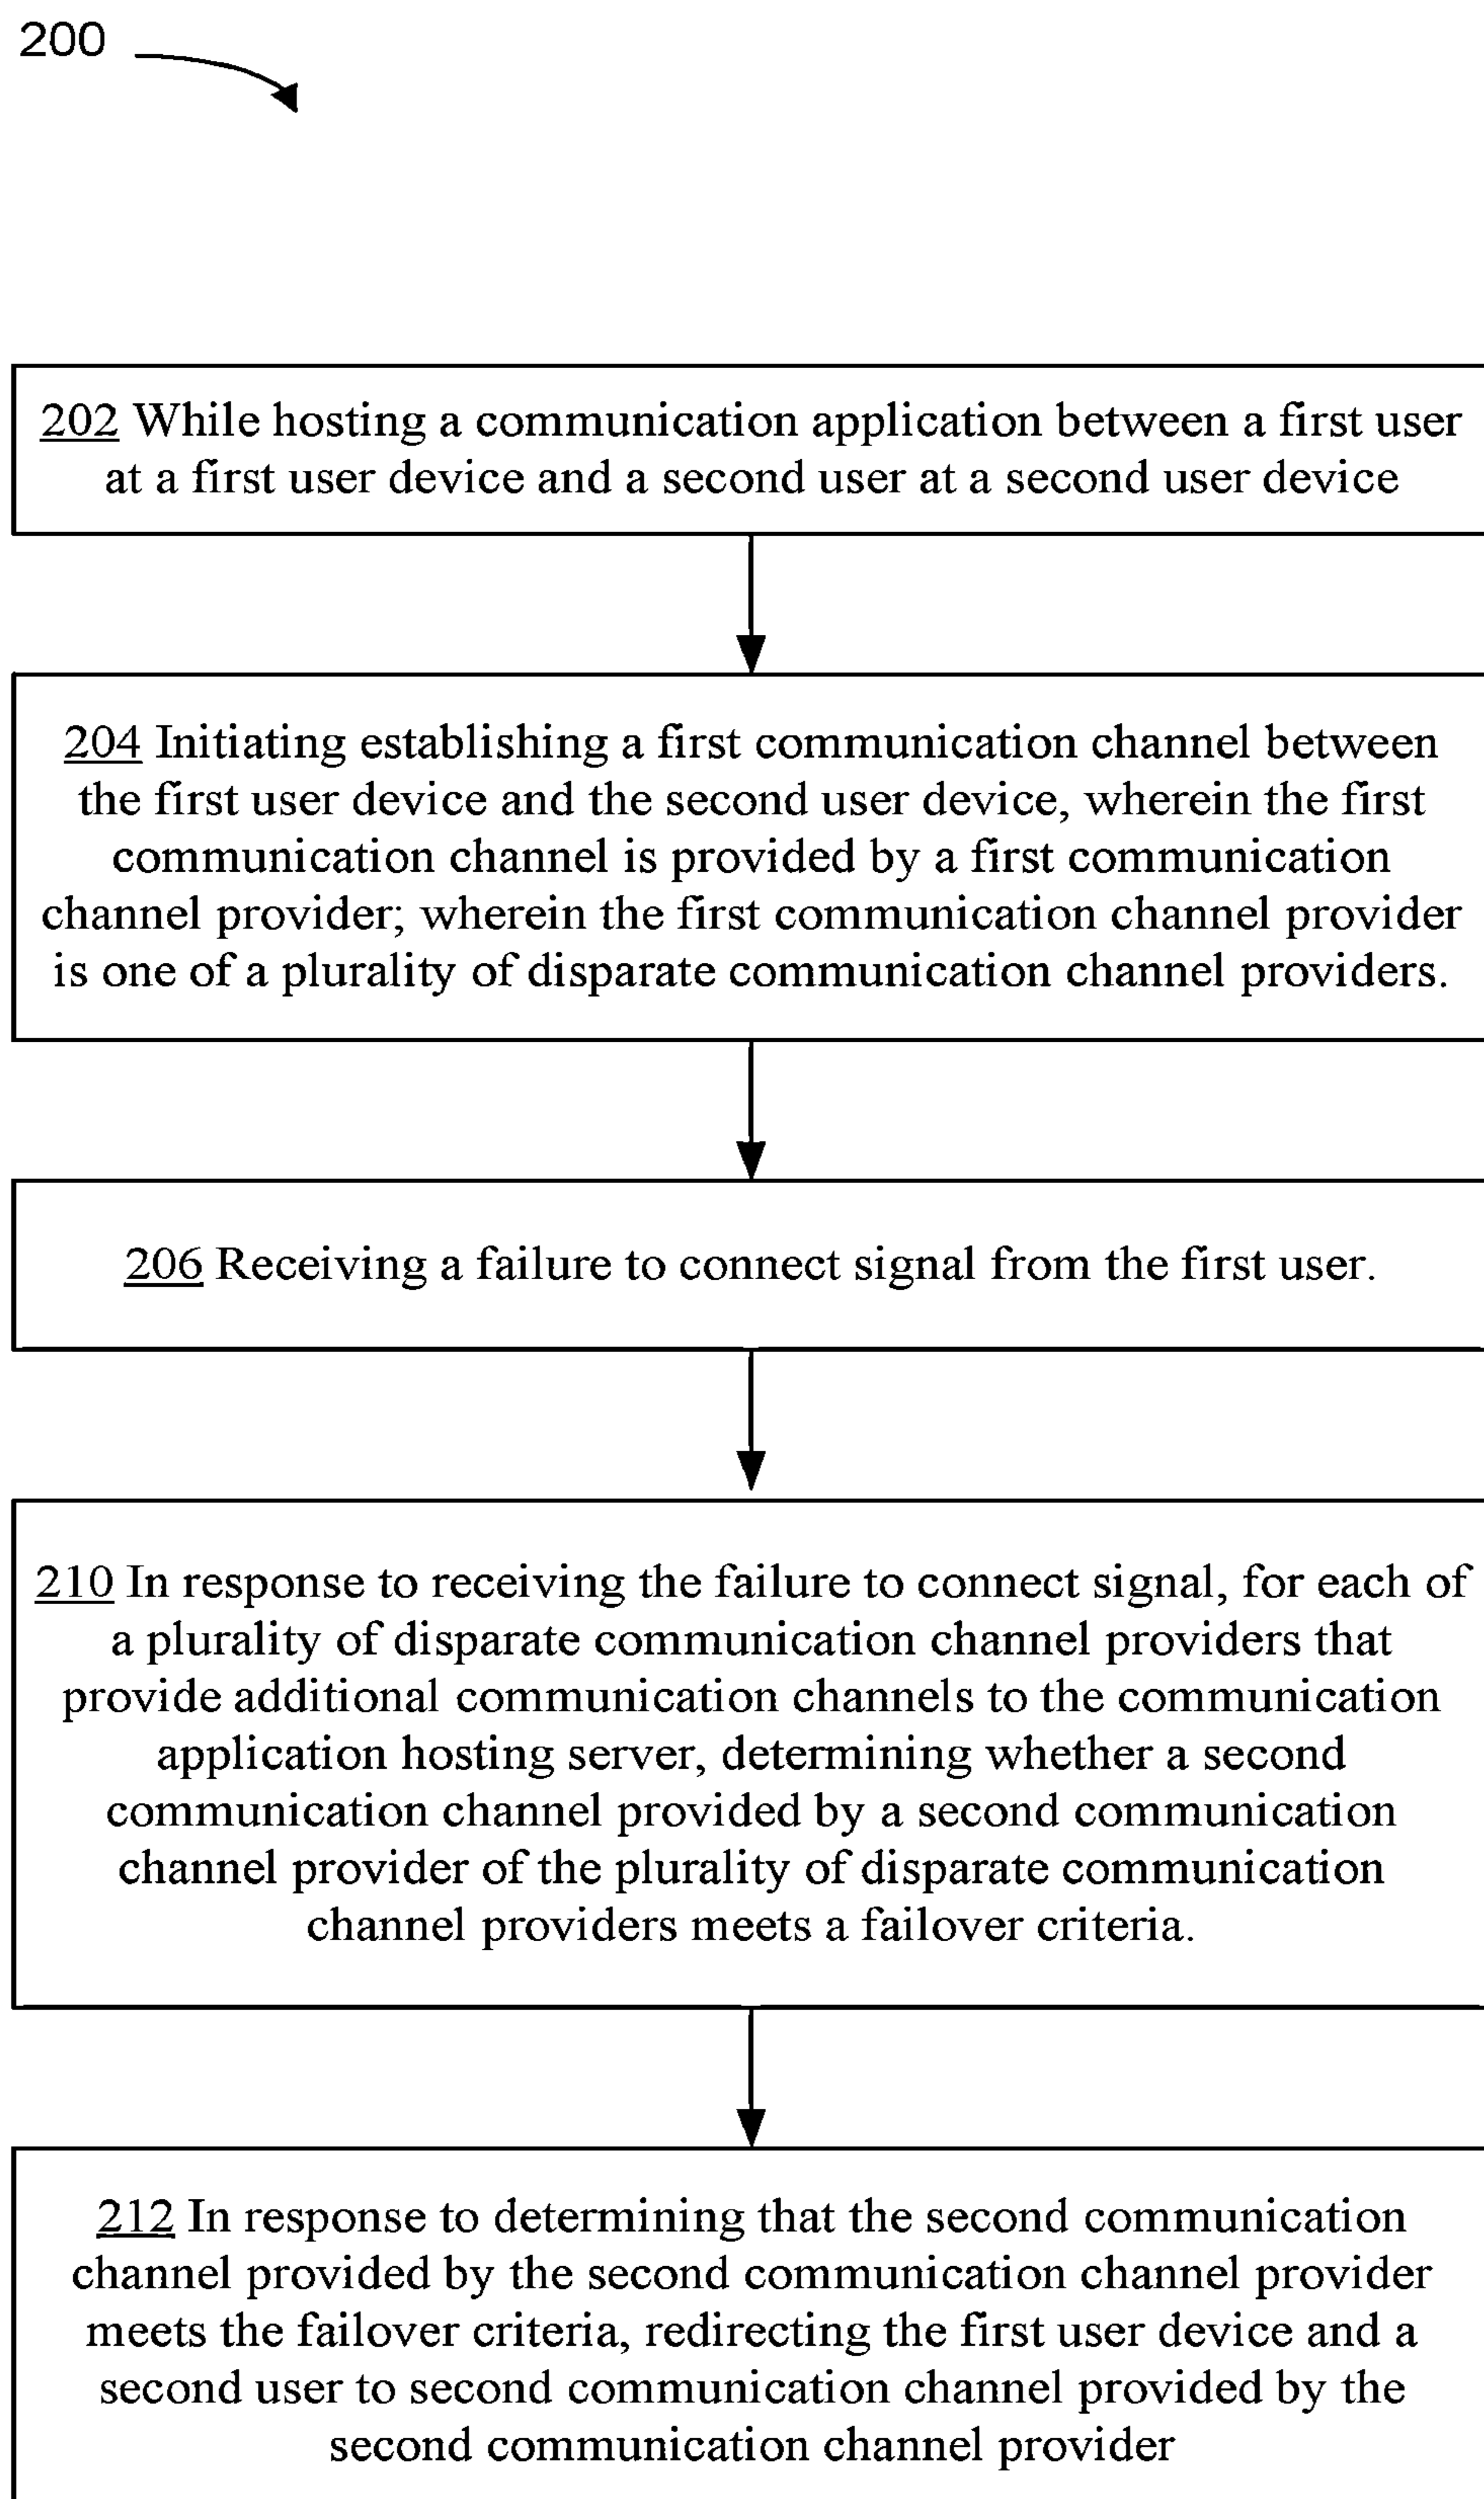 200
202 While hosting a communication application between a first user
at a first user device and a second user at a second user device
204 Initiating establishing a first communication channel between
the first user device and the second user device, wherein the first
communication channel is provided by a first communication
channel provider; wherein the first communication channel provider
is one of a plurality of disparate communication channel providers.
206 Receiving a failure to connect signal from the first user.
210 In response to receiving the failure to connect signal, for each of
a plurality of disparate communication channel providers that
provide additional communication channels to the communication
application hosting server, determining whether a second
communication channel provided by a second communication
channel provider of the plurality of disparate communication
channel providers meets a failover criteria.
212 In response to determining that the second communication
channel provided by the second communication channel provider
meets the failover criteria, redirecting the first user device and a
second user to second communication channel provided by the
second communication channel provider